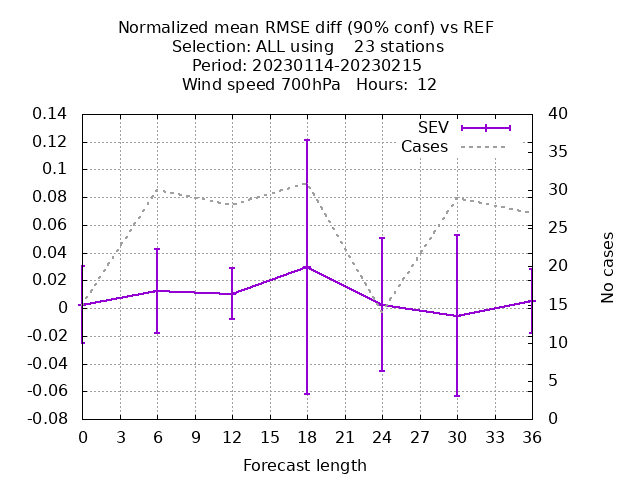 Normalized mean RMSE diff (90% conf) vs REF
Selection: ALL using    23 stations
Period: 20230114-20230215
Wind speed 700hPa   Hours:  12
SEV
Cases
0.14
0.12
0.1
0.08
0.06
0.04
0.02
0
-0.02
-0.04
-0.06
-0.08
40
35
30
25
20
15
10
5
0
No cases
0 3 6 9 12 15 18 21 24 27 30 33 36
Forecast length